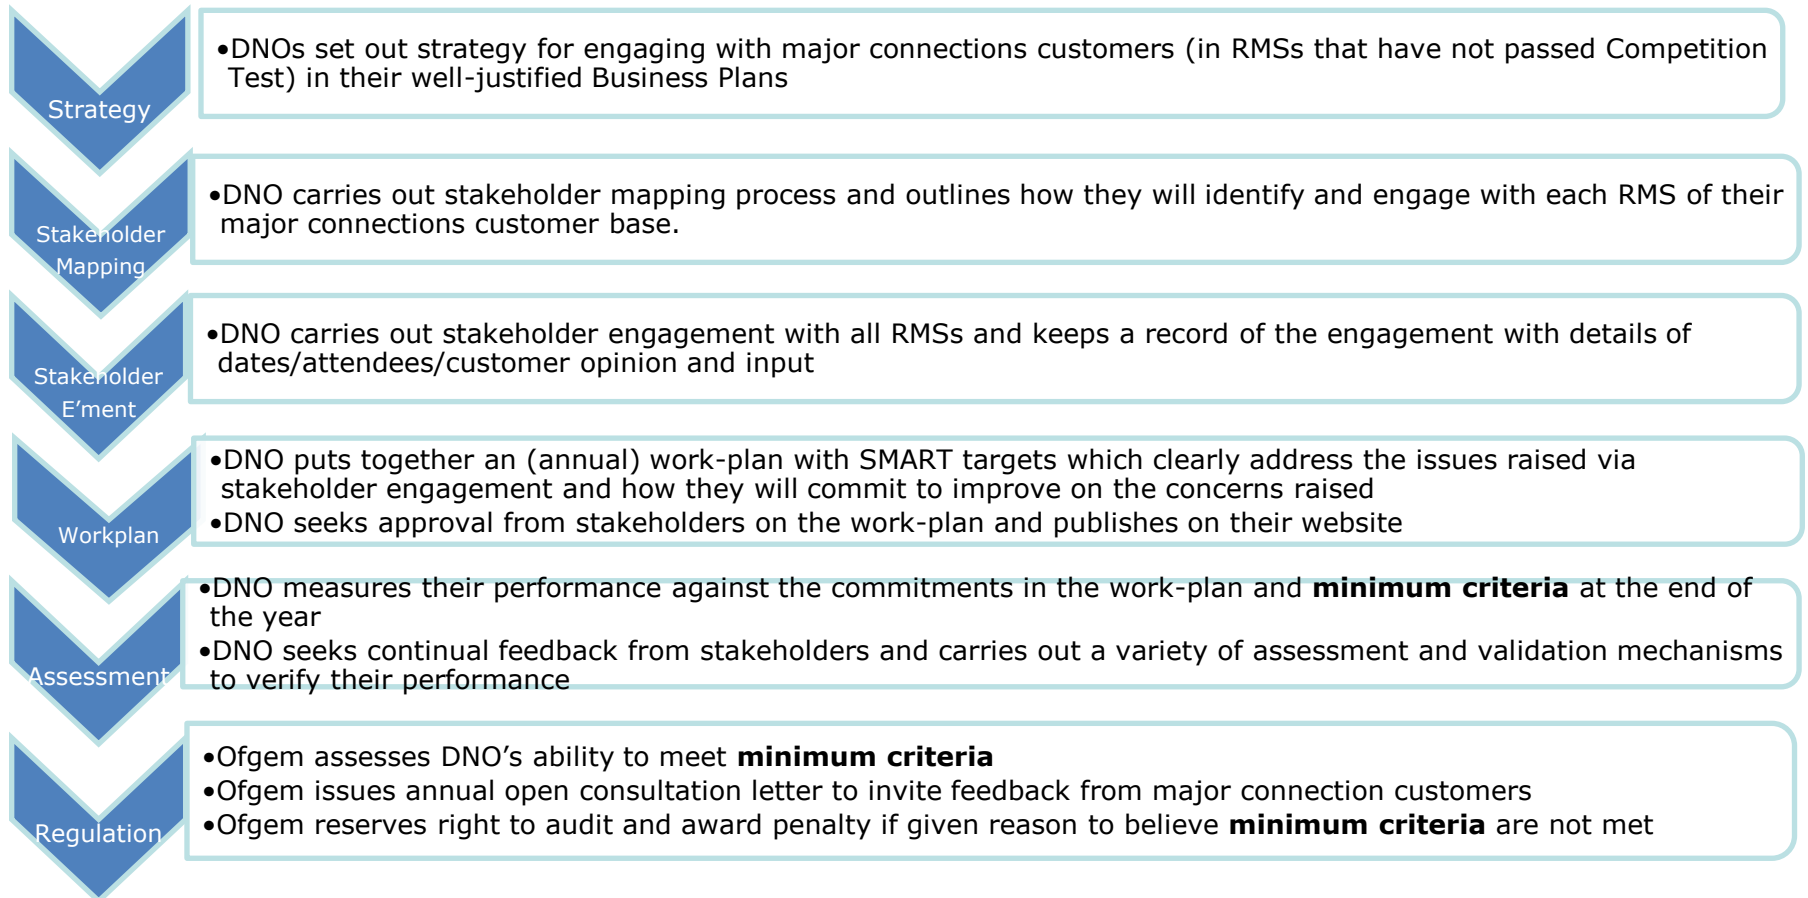 Strategy
•DNOs set out strategy for engaging with major connections customers (in RMSs that have not passed Competition
Test) in their well-justified Business Plans
Stakeholder
Mapping
•DNO carries out stakeholder mapping process and outlines how they will identify and engage with each RMS of their
major connections customer base.
Stakeholder
E’ment
•DNO carries out stakeholder engagement with all RMSs and keeps a record of the engagement with details of
dates/attendees/customer opinion and input
Workplan
•DNO puts together an (annual) work-plan with SMART targets which clearly address the issues raised via
stakeholder engagement and how they will commit to improve on the concerns raised
•DNO seeks approval from stakeholders on the work-plan and publishes on their website
Assessment
•DNO measures their performance against the commitments in the work-plan and minimum criteria at the end of
the year
•DNO seeks continual feedback from stakeholders and carries out a variety of assessment and validation mechanisms
to verify their performance
Regulation
•Ofgem assesses DNO’s ability to meet minimum criteria
•Ofgem issues annual open consultation letter to invite feedback from major connection customers
•Ofgem reserves right to audit and award penalty if given reason to believe minimum criteria are not met